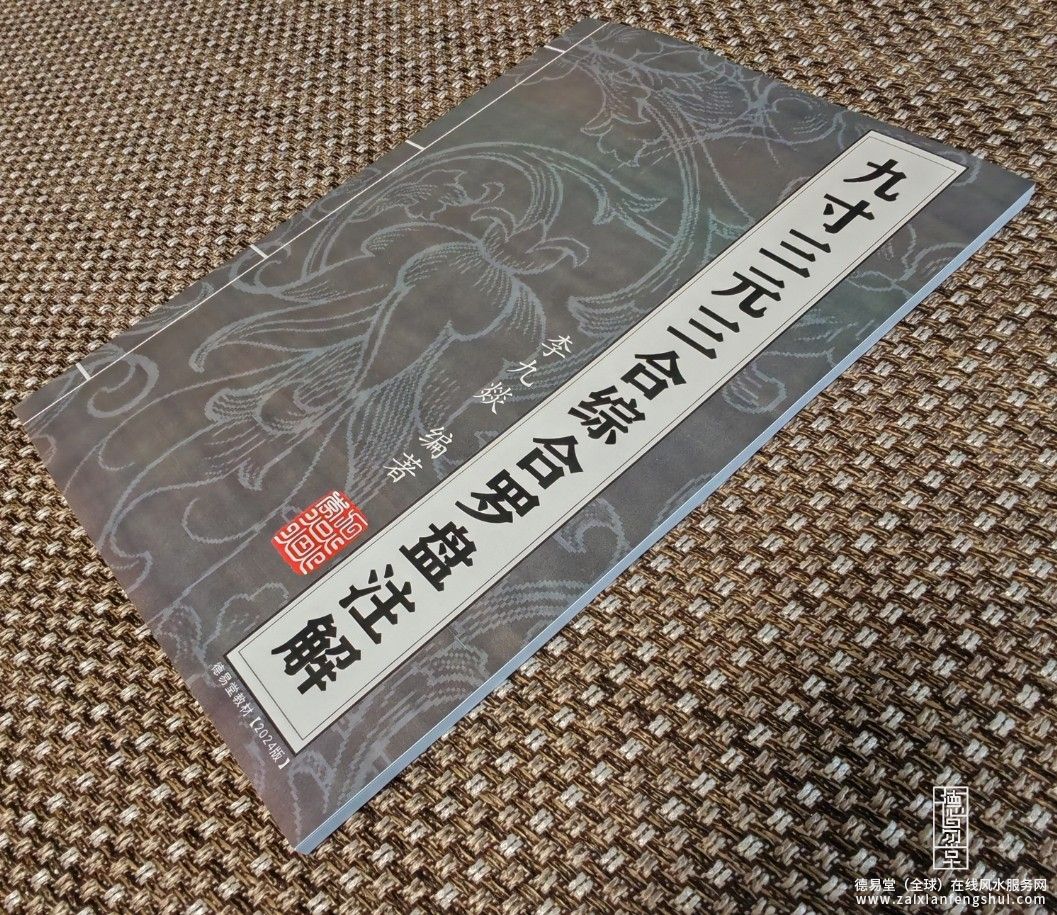 九寸三元三合综合罗盘注解
李九燚 编著
德易堂教材【2024版】
德易堂
德易堂（全球）在线风水服务网
www.zaixianfengshui.com